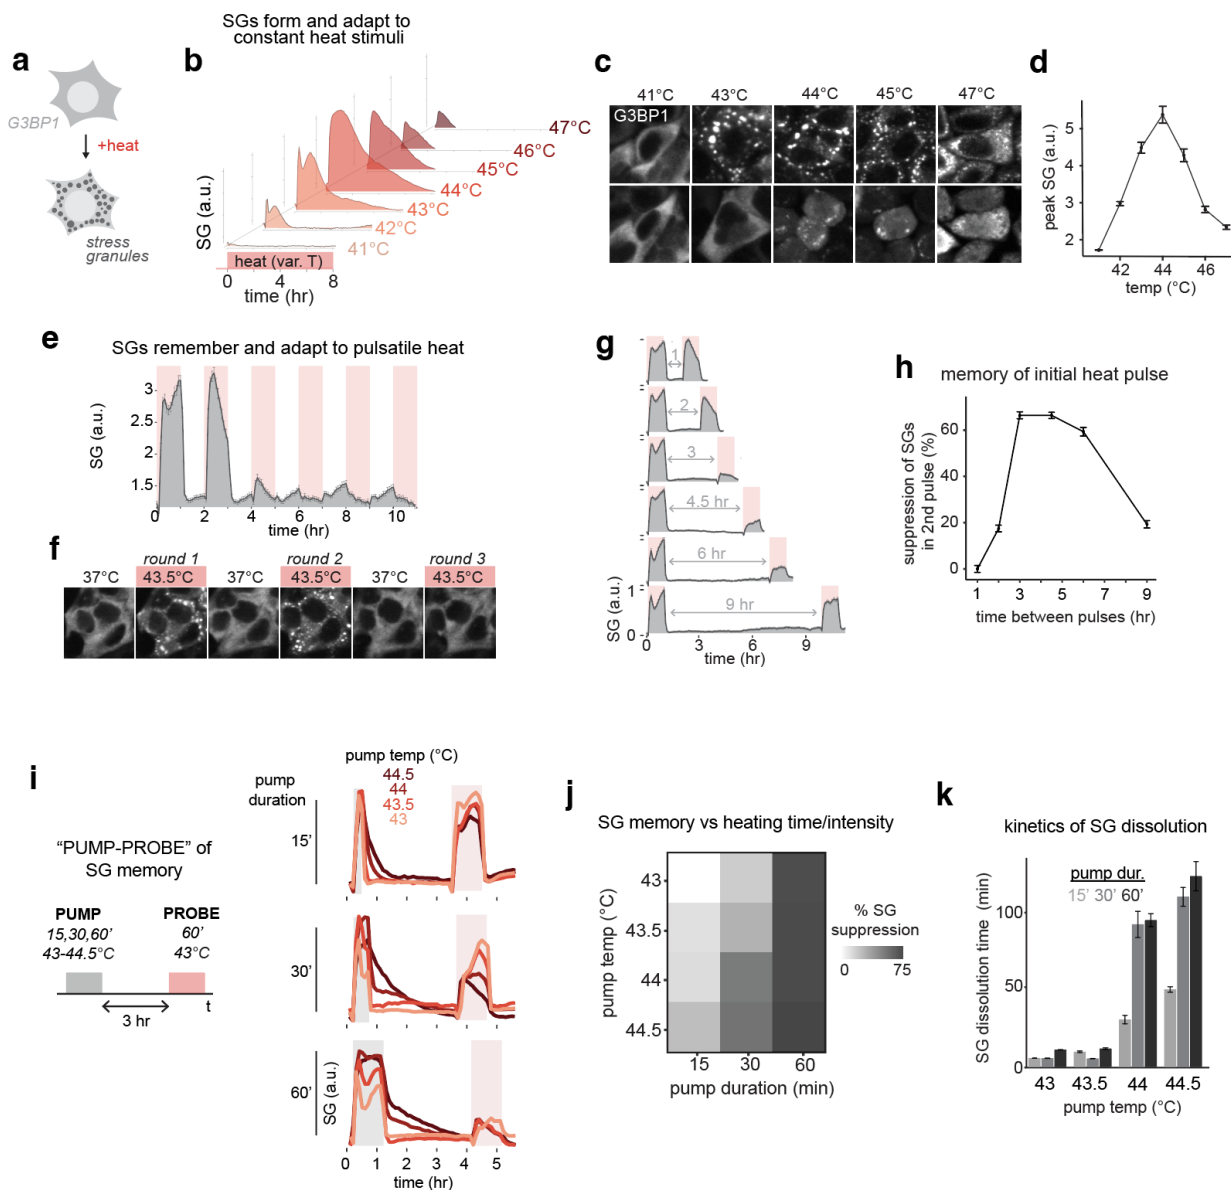 SGs form and adapt to
constant heat stimuli
a
G3BP1
+heat
stress
granules
b
SG (a.u.)
47°C
46°C
45°C
44°C
43°C
42°C
41°C
heat (var. T)
0 4 8
time (hr)
c
41°C 43°C 44°C 45°C 47°C
G3BP1
d
peak SG (a.u.)
5
4
3
2
42 44 46
temp (°C)
e
SGs remember and adapt to pulsatile heat
SG (a.u.)
3
2.5
2
1.5
0 2 4 6 8 10
time (hr)
f
round 1 round 2 round 3
37°C 43.5°C 37°C 43.5°C 37°C 43.5°C
g
1
2
3
4.5 hr
6 hr
9 hr
SG (a.u.)
1
0
0 3 6 9
time (hr)
h
memory of initial heat pulse
suppression of SGs
in 2nd pulse (%)
60
40
20
0
1 3 5 7 9
time between pulses (hr)
i
"PUMP-PROBE" of
SG memory
PUMP PROBE
15,30,60' 60'
43-44.5°C 43°C
3 hr t
pump temp (°C)
44.5
44
43.5
43
pump
duration
15'
30'
60'
SG (a.u.)
0 1 2 3 4 5
time (hr)
j
SG memory vs heating time/intensity
pump temp (°C)
43
43.5
44
44.5
15 30 60
pump duration (min)
% SG
suppression
0 75
k
kinetics of SG dissolution
pump dur.
15' 30' 60'
SG dissolution time (min)
100
50
0
43 43.5 44 44.5
pump temp (°C)